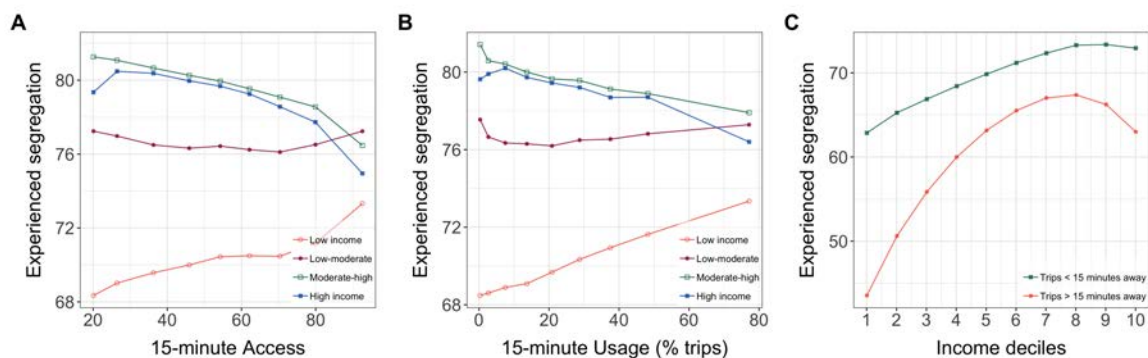 A
Experienced segregation
80
76
72
68
20
40
60
80
15-minute Access
Low income
Low-moderate
Moderate-high
High income
B
Experienced segregation
80
76
72
68
0
20
40
60
80
15-minute Usage (% trips)
Low income
Low-moderate
Moderate-high
High income
C
Experienced segregation
70
60
50
1 2 3 4 5 6 7 8 9 10
Income deciles
Trips < 15 minutes away
Trips > 15 minutes away